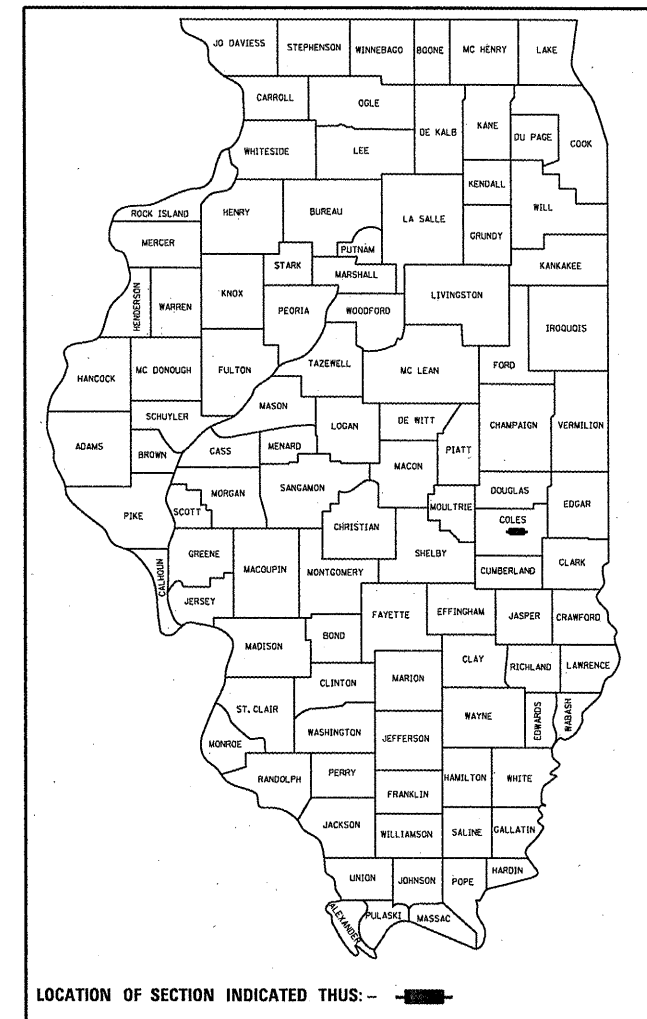 JO DAVIESS STEPHENSON WINNEBAGO BOONE MC HENRY LAKE
CARROLL OGLE DE KALB KANE DU PAGE COOK
WHITESIDE LEE KENDALL WILL
ROCK ISLAND HENRY BUREAU LA SALLE GRUNDY
MERCER PUTNAM
STARK MARSHALL KANKAKEE
HENDERSON WARREN KNOX PEORIA WOODFORD LIVINGSTON IROQUOIS
HANCOCK MC DONOUGH FULTON TAZEWELL MC LEAN FORD
SCHUYLER MASON LOGAN DE WITT CHAMPAIGN VERMILION
ADAMS BROWN CASS MENARD MACON PIATT
PIKE SCOTT MORGAN SANGAMON MOULTRIE DOUGLAS EDGAR
CHRISTIAN COLES
GREENE MACOUPIN MONTGOMERY SHELBY CUMBERLAND CLARK
CALHOUN JERSEY FAYETTE EFFINGHAM JASPER CRAWFORD
MADISON BOND CLAY RICHLAND LAWRENCE
CLINTON MARION
ST. CLAIR WAYNE EDWARDS WABASH
MONROE WASHINGTON JEFFERSON
RANDOLPH PERRY HAMILTON WHITE
FRANKLIN
JACKSON WILLIAMSON SALINE GALLATIN
UNION JOHNSON POPE HARDIN
ALEXANDER PULASKI MASSAC
LOCATION OF SECTION INDICATED THUS: –